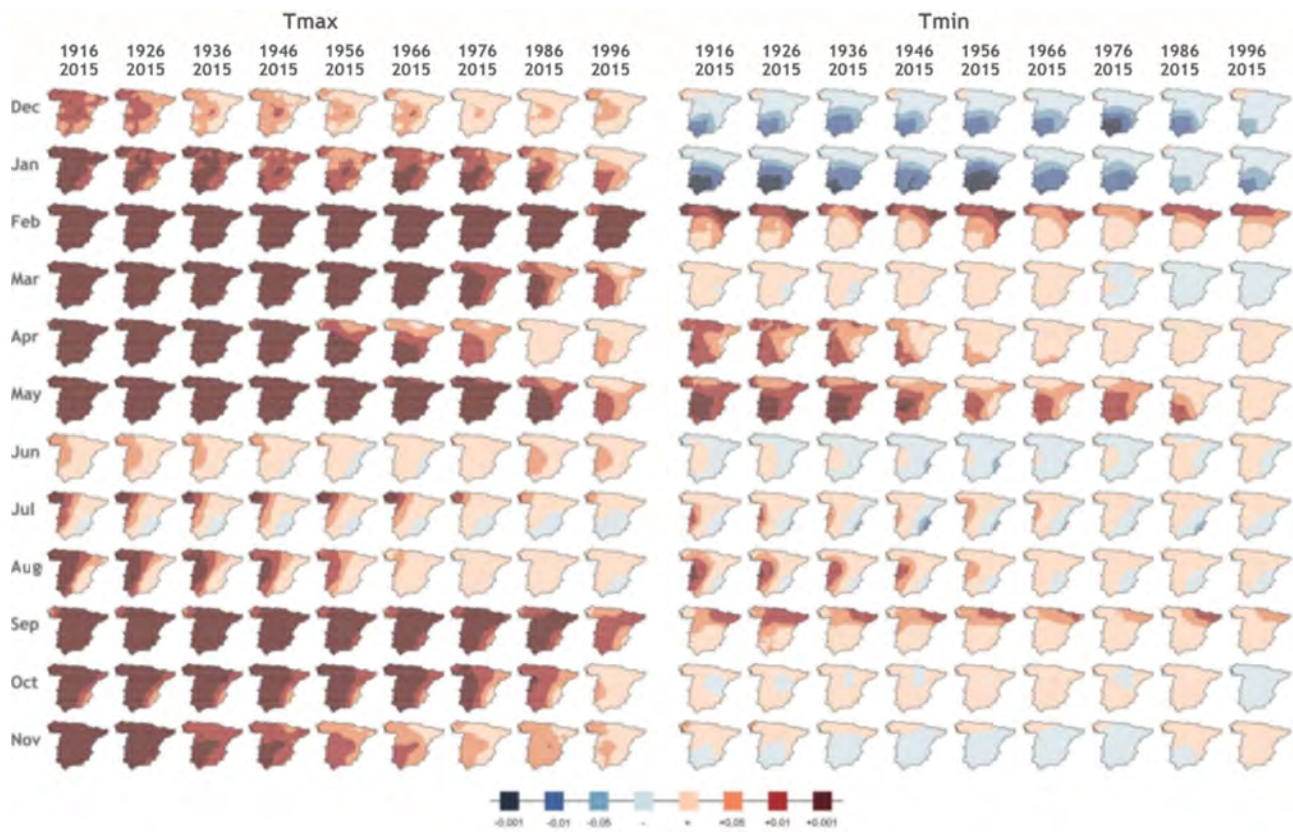 Tmax Tmin
1916 1926 1936 1946 1956 1966 1976 1986 1996 1916 1926 1936 1946 1956 1966 1976 1986 1996
2015 2015 2015 2015 2015 2015 2015 2015 2015 2015 2015 2015 2015 2015 2015 2015 2015 2015
Dec
Jan
Feb
Mar
Apr
May
Jun
Jul
Aug
Sep
Oct
Nov
-0.001 -0.01 -0.05 - + +0.05 +0.01 +0.001